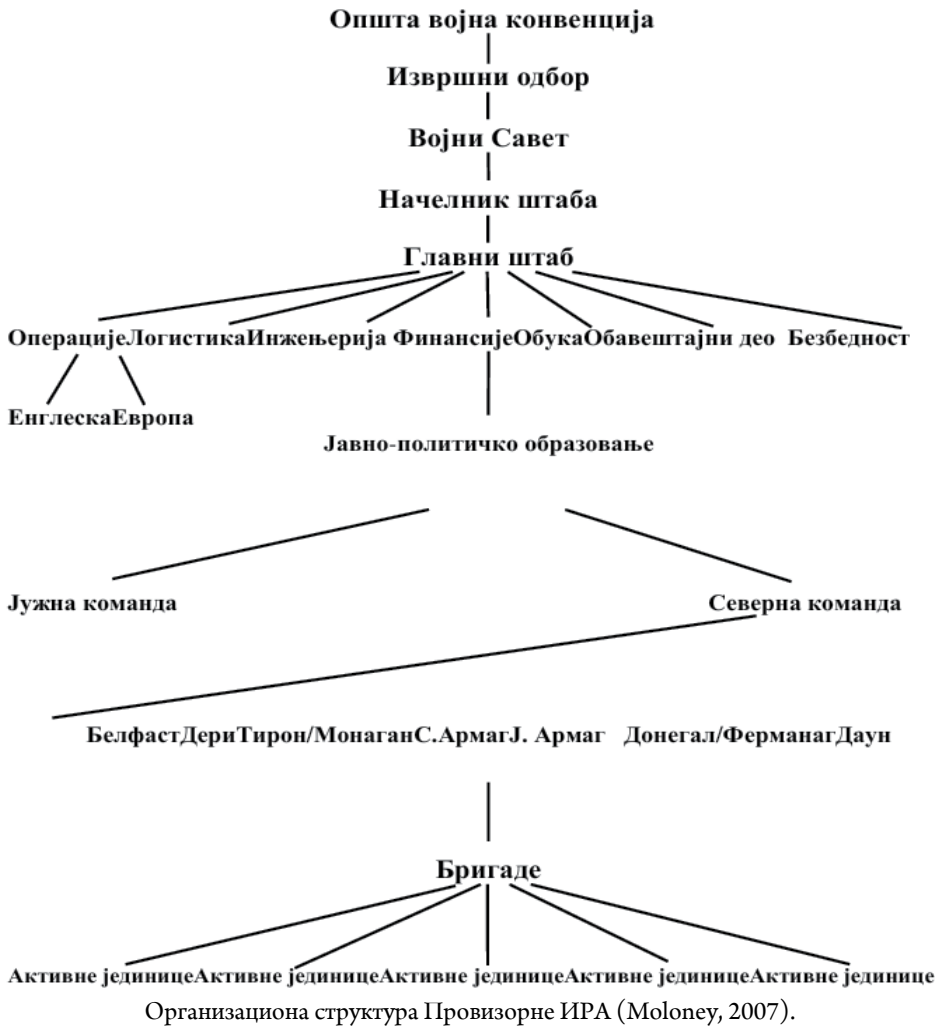 Општа војна конвенција
Извршни одбор
Војни Савет
Начелник штаба
Главни штаб
ОперацијеЛогистикаИнжењерија ФинансијеОбукаОбавештајни део Безбедност
ЕнглескаЕвропа
Јавно-политичко образовање
Јужна команда Северна команда
БелфастДериТирон/МонаганС.АрмагЈ. Армаг Донегал/ФерманагДаун
Бригаде
Активне јединицеАктивне јединицеАктивне јединицеАктивне јединицеАктивне јединице
Организациона структура Провизорне ИРА (Moloney, 2007).